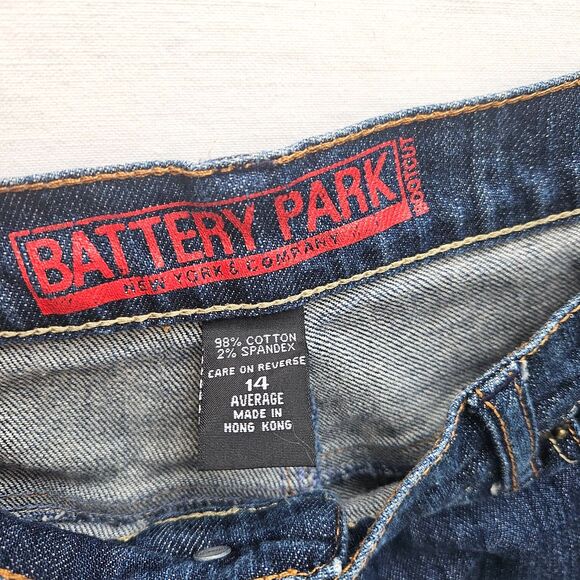 BATTERY PARK
BOOTCUT
NEW YORK & COMPANY
98% COTTON
2% SPANDEX
CARE ON REVERSE
14
AVERAGE
MADE IN
HONG KONG